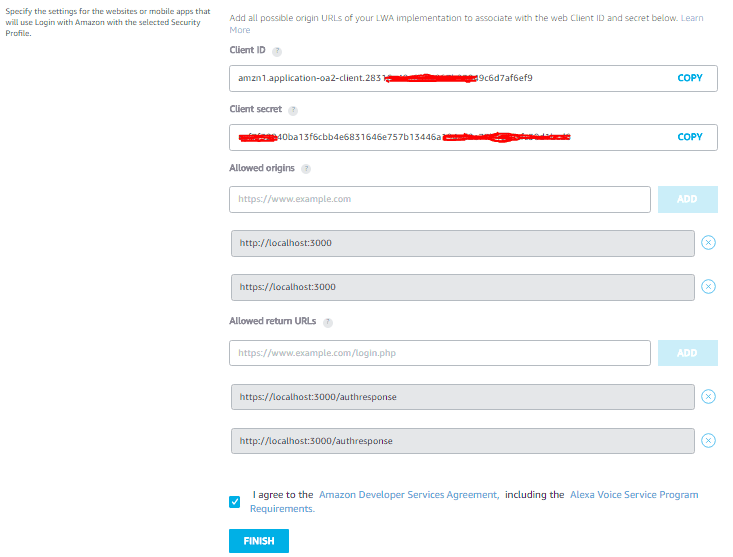 Specify the settings for the websites or mobile apps that
will use Login with Amazon with the selected Security
Profile.
Add all possible origin URLs of your LWA implementation to associate with the web Client ID and secret below. Learn
More
Client ID ?
amzn1.application-oa2-client.2831 9c6d7af6ef9 COPY
Client secret ?
40ba13f6cbb4e6831646e757b13446a COPY
Allowed origins ?
https://www.example.com ADD
http://localhost:3000
https://localhost:3000
Allowed return URLs ?
https://www.example.com/login.php ADD
https://localhost:3000/authresponse
http://localhost:3000/authresponse
I agree to the Amazon Developer Services Agreement, including the Alexa Voice Service Program
Requirements.
FINISH